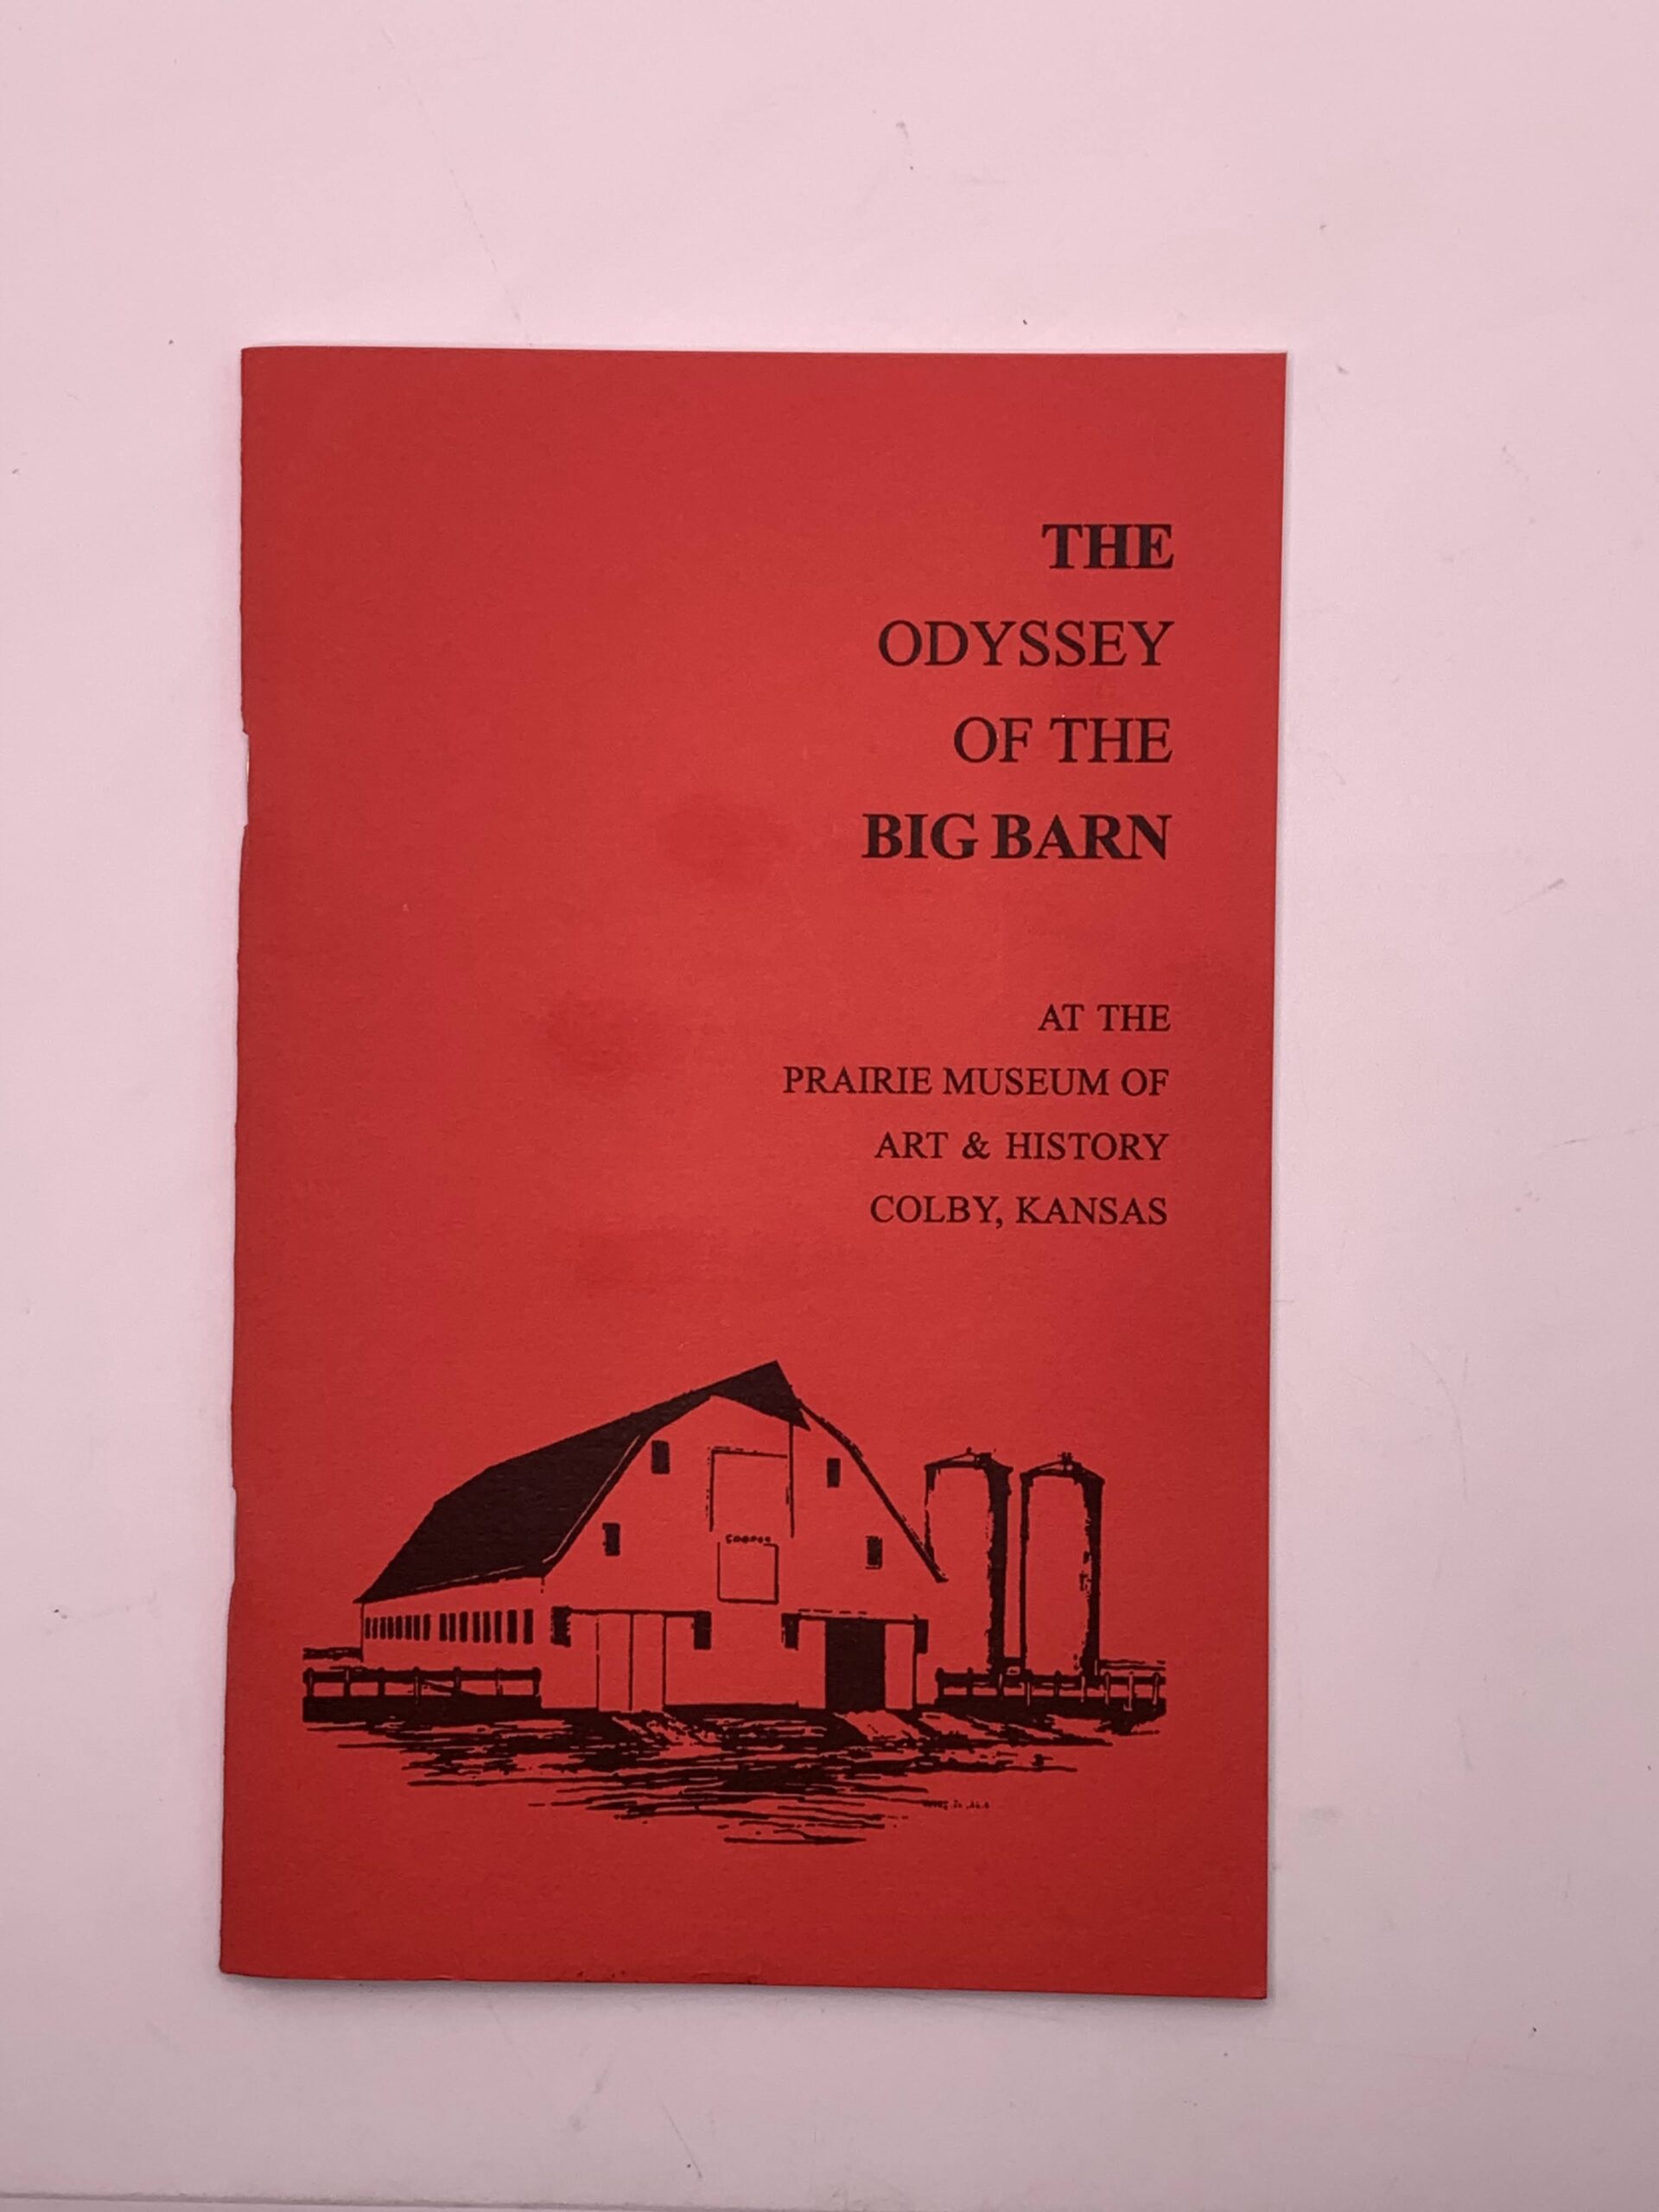 THE
ODYSSEY
OF THE
BIG BARN
AT THE
PRAIRIE MUSEUM OF
ART & HISTORY
COLBY, KANSAS